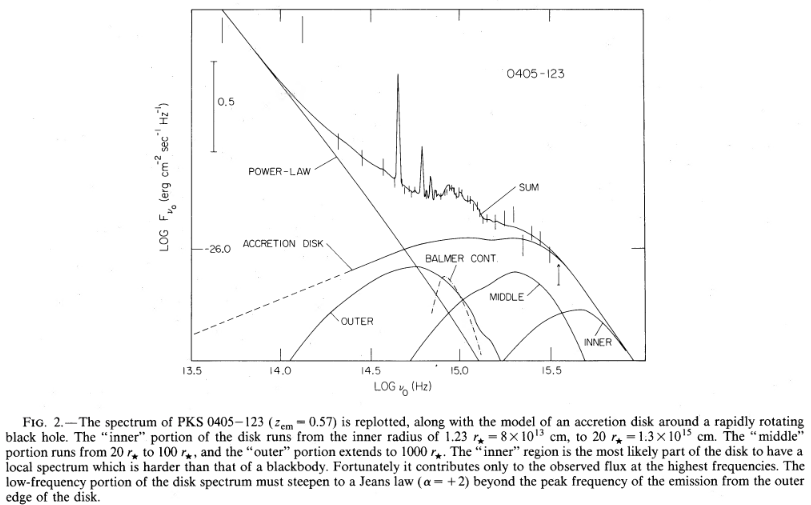 0405-123
0.5
POWER-LAW
SUM
LOG Fν₀ (erg cm⁻² sec⁻¹ Hz⁻¹)
-26.0
ACCRETION DISK
BALMER CONT.
MIDDLE
OUTER
INNER
13.5 14.0 14.5 15.0 15.5
LOG ν₀ (Hz)
FIG. 2.—The spectrum of PKS 0405−123 (zem = 0.57) is replotted, along with the model of an accretion disk around a rapidly rotating
black hole. The “inner” portion of the disk runs from the inner radius of 1.23 r★ = 8×10¹³ cm, to 20 r★ = 1.3×10¹⁵ cm. The “middle”
portion runs from 20 r★ to 100 r★, and the “outer” portion extends to 1000 r★. The “inner” region is the most likely part of the disk to have a
local spectrum which is harder than that of a blackbody. Fortunately it contributes only to the observed flux at the highest frequencies. The
low-frequency portion of the disk spectrum must steepen to a Jeans law (α = +2) beyond the peak frequency of the emission from the outer
edge of the disk.